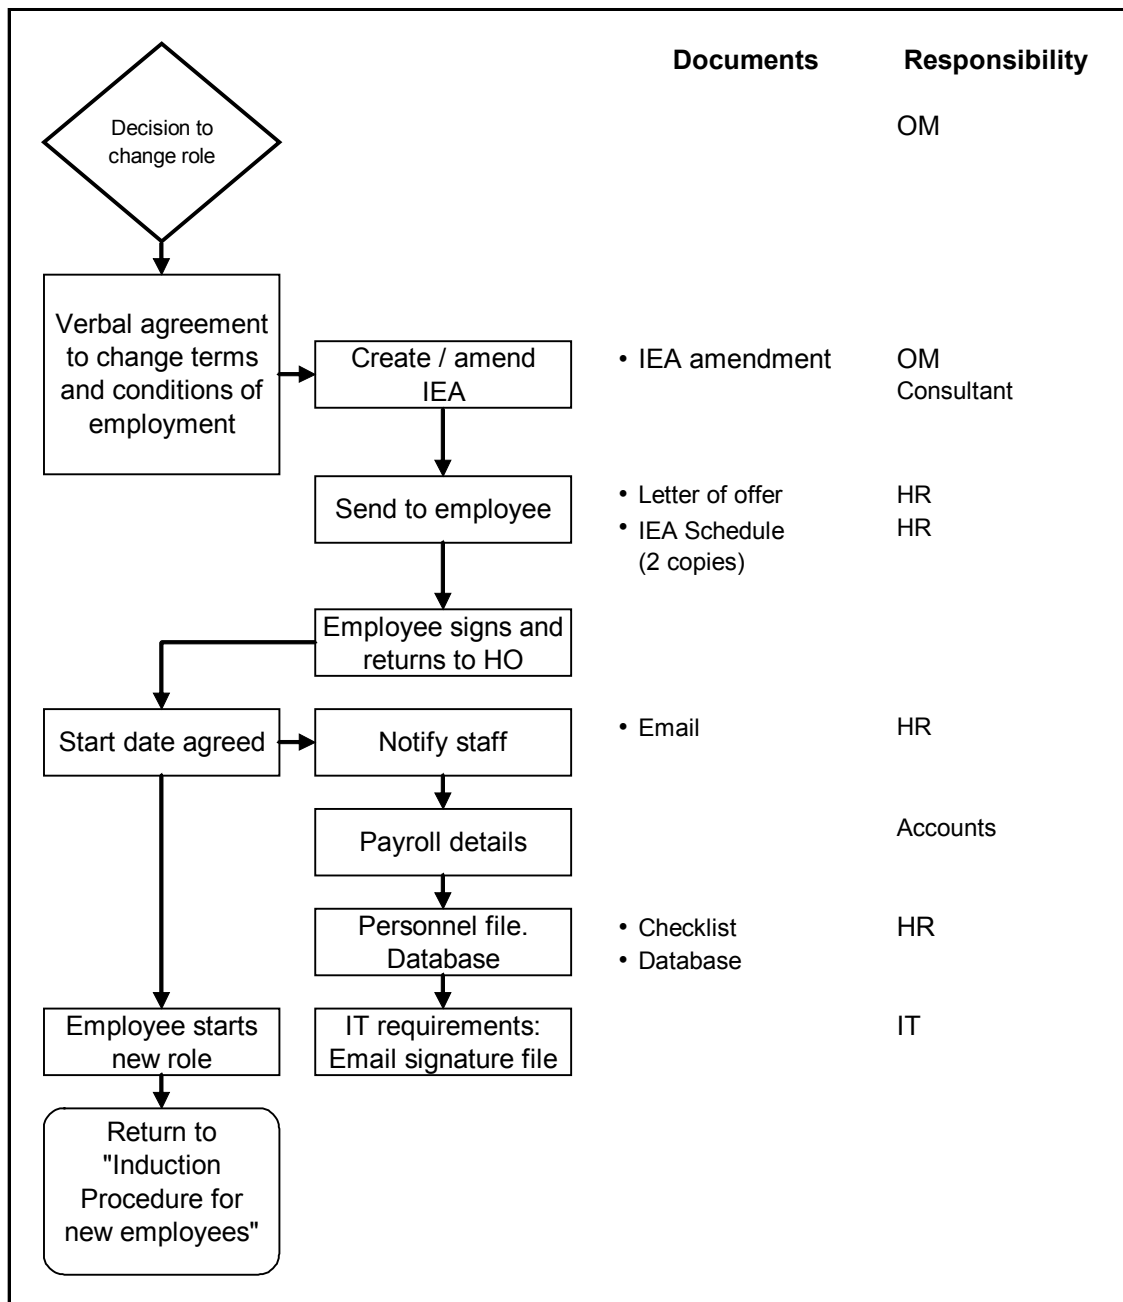 Documents
Responsibility
Decision to
change role
OM
Verbal agreement
to change terms
and conditions of
employment
Create / amend
IEA
• IEA amendment
OM
Consultant
Send to employee
• Letter of offer
HR
• IEA Schedule
(2 copies)
HR
Employee signs and
returns to HO
Start date agreed
Notify staff
• Email
HR
Payroll details
Accounts
Personnel file.
Database
• Checklist
• Database
HR
Employee starts
new role
IT requirements:
Email signature file
IT
Return to
"Induction
Procedure for
new employees"